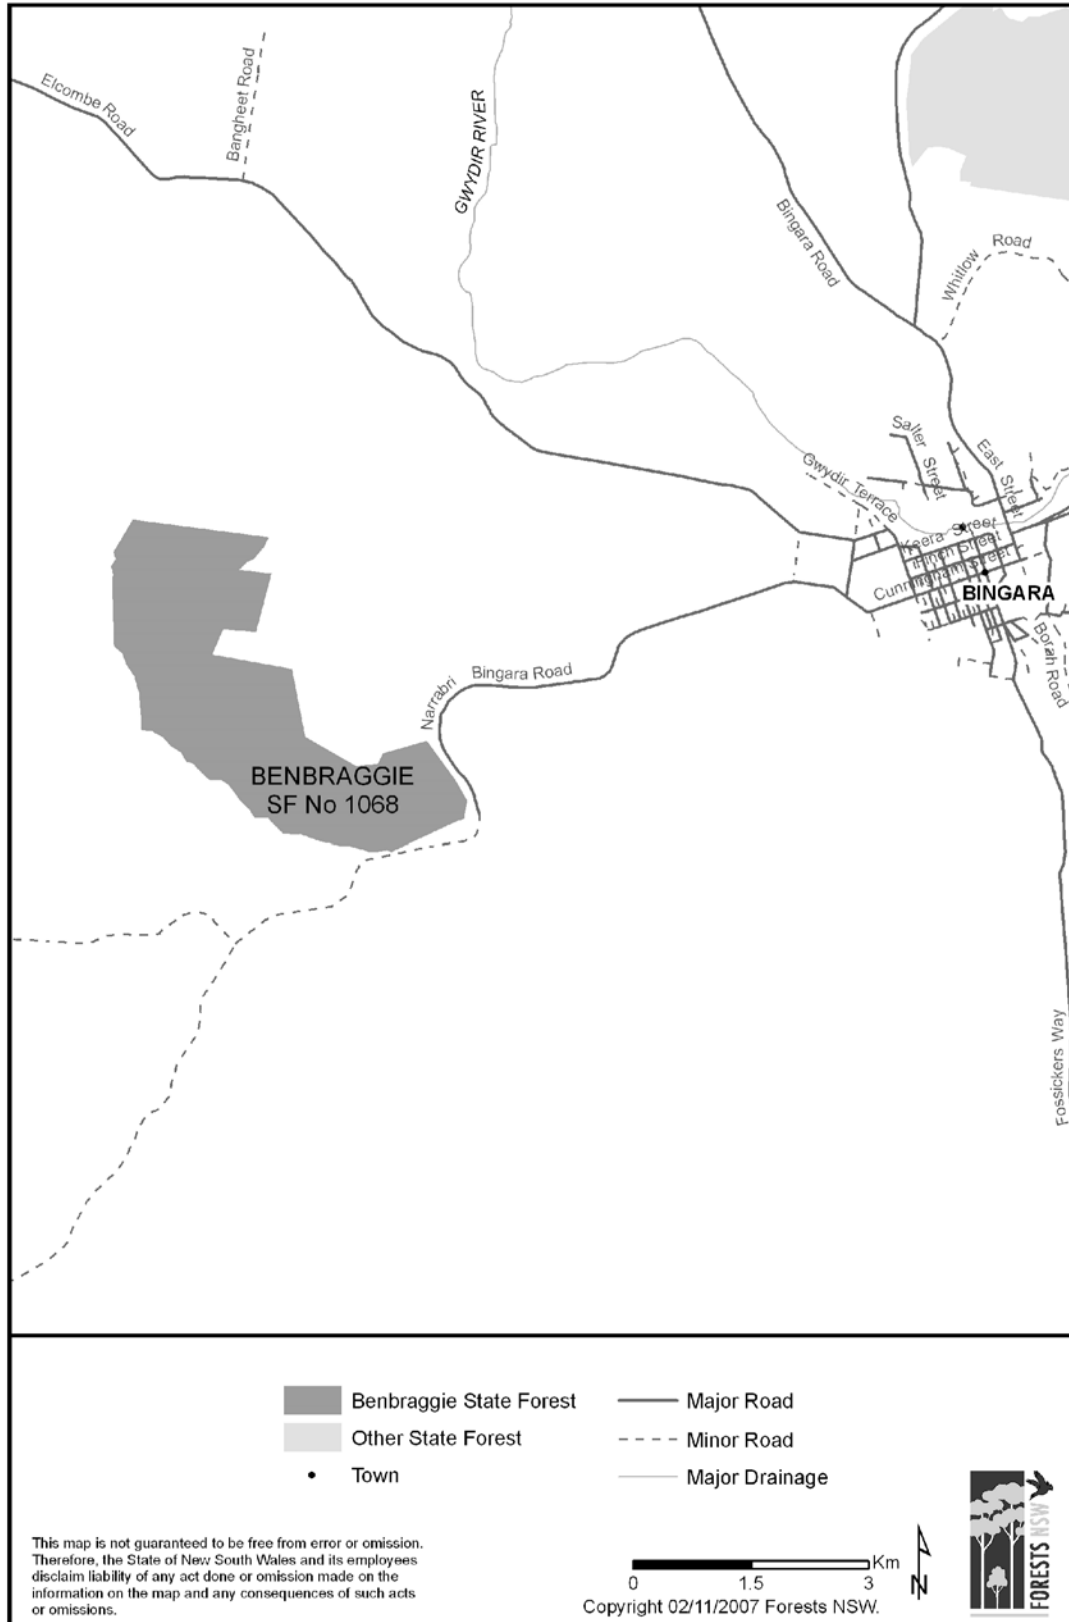 Elcombe Road
Bangheet Road
GWYDIR RIVER
Bingara Road
Whitlow Road
Salter Street
East Street
Gwydir Terrace
Keera Street
Finch Street
Cunningham Street
BINGARA
Borah Road
Narrabri Bingara Road
BENBRAGGIE
SF No 1068
Fossickers Way
Benbraggie State Forest
Other State Forest
Town
Major Road
Minor Road
Major Drainage
This map is not guaranteed to be free from error or omission.
Therefore, the State of New South Wales and its employees
disclaim liability of any act done or omission made on the
information on the map and any consequences of such acts
or omissions.
0 1.5 3 Km
N
Copyright 02/11/2007 Forests NSW.
FORESTS NSW